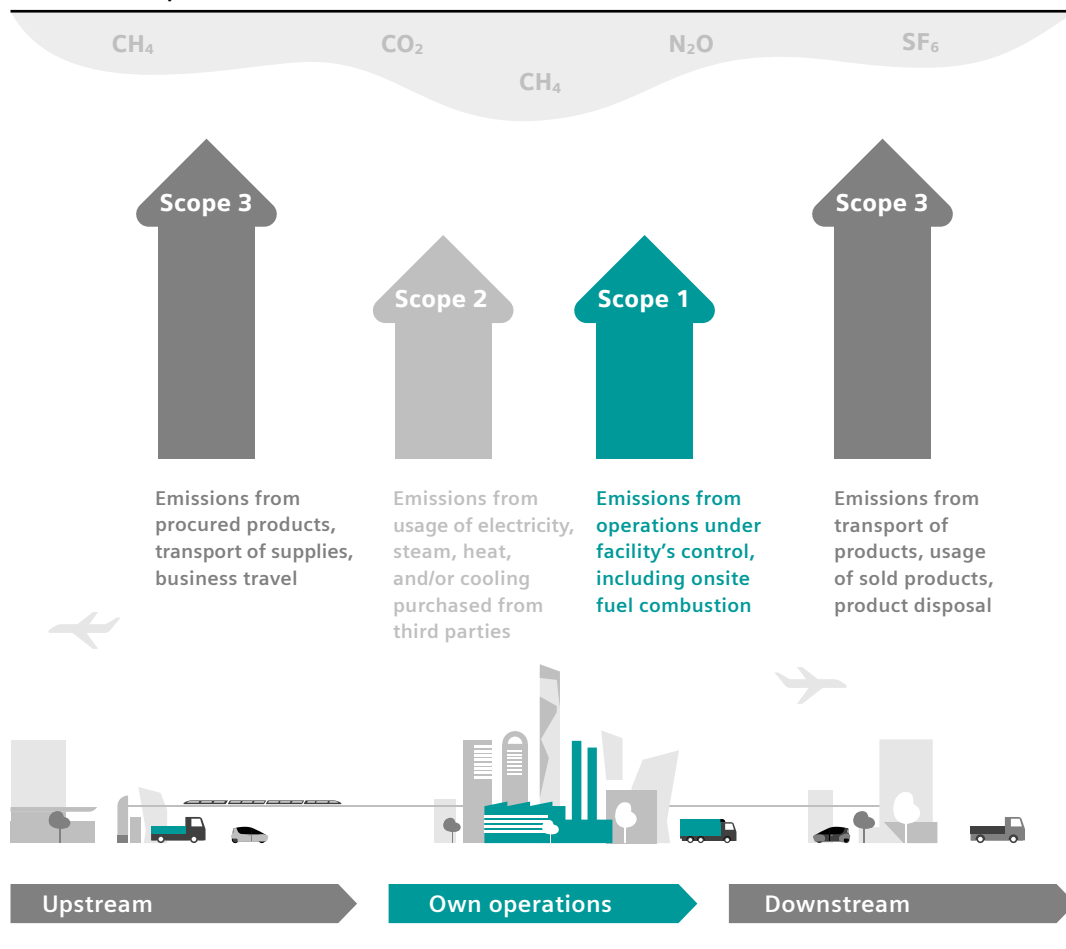 CH₄
CO₂
N₂O
SF₆
CH₄
Scope 3
Scope 2
Scope 1
Scope 3
Emissions from
procured products,
transport of supplies,
business travel
Emissions from
usage of electricity,
steam, heat,
and/or cooling
purchased from
third parties
Emissions from
operations under
facility’s control,
including onsite
fuel combustion
Emissions from
transport of
products, usage
of sold products,
product disposal
Upstream
Own operations
Downstream